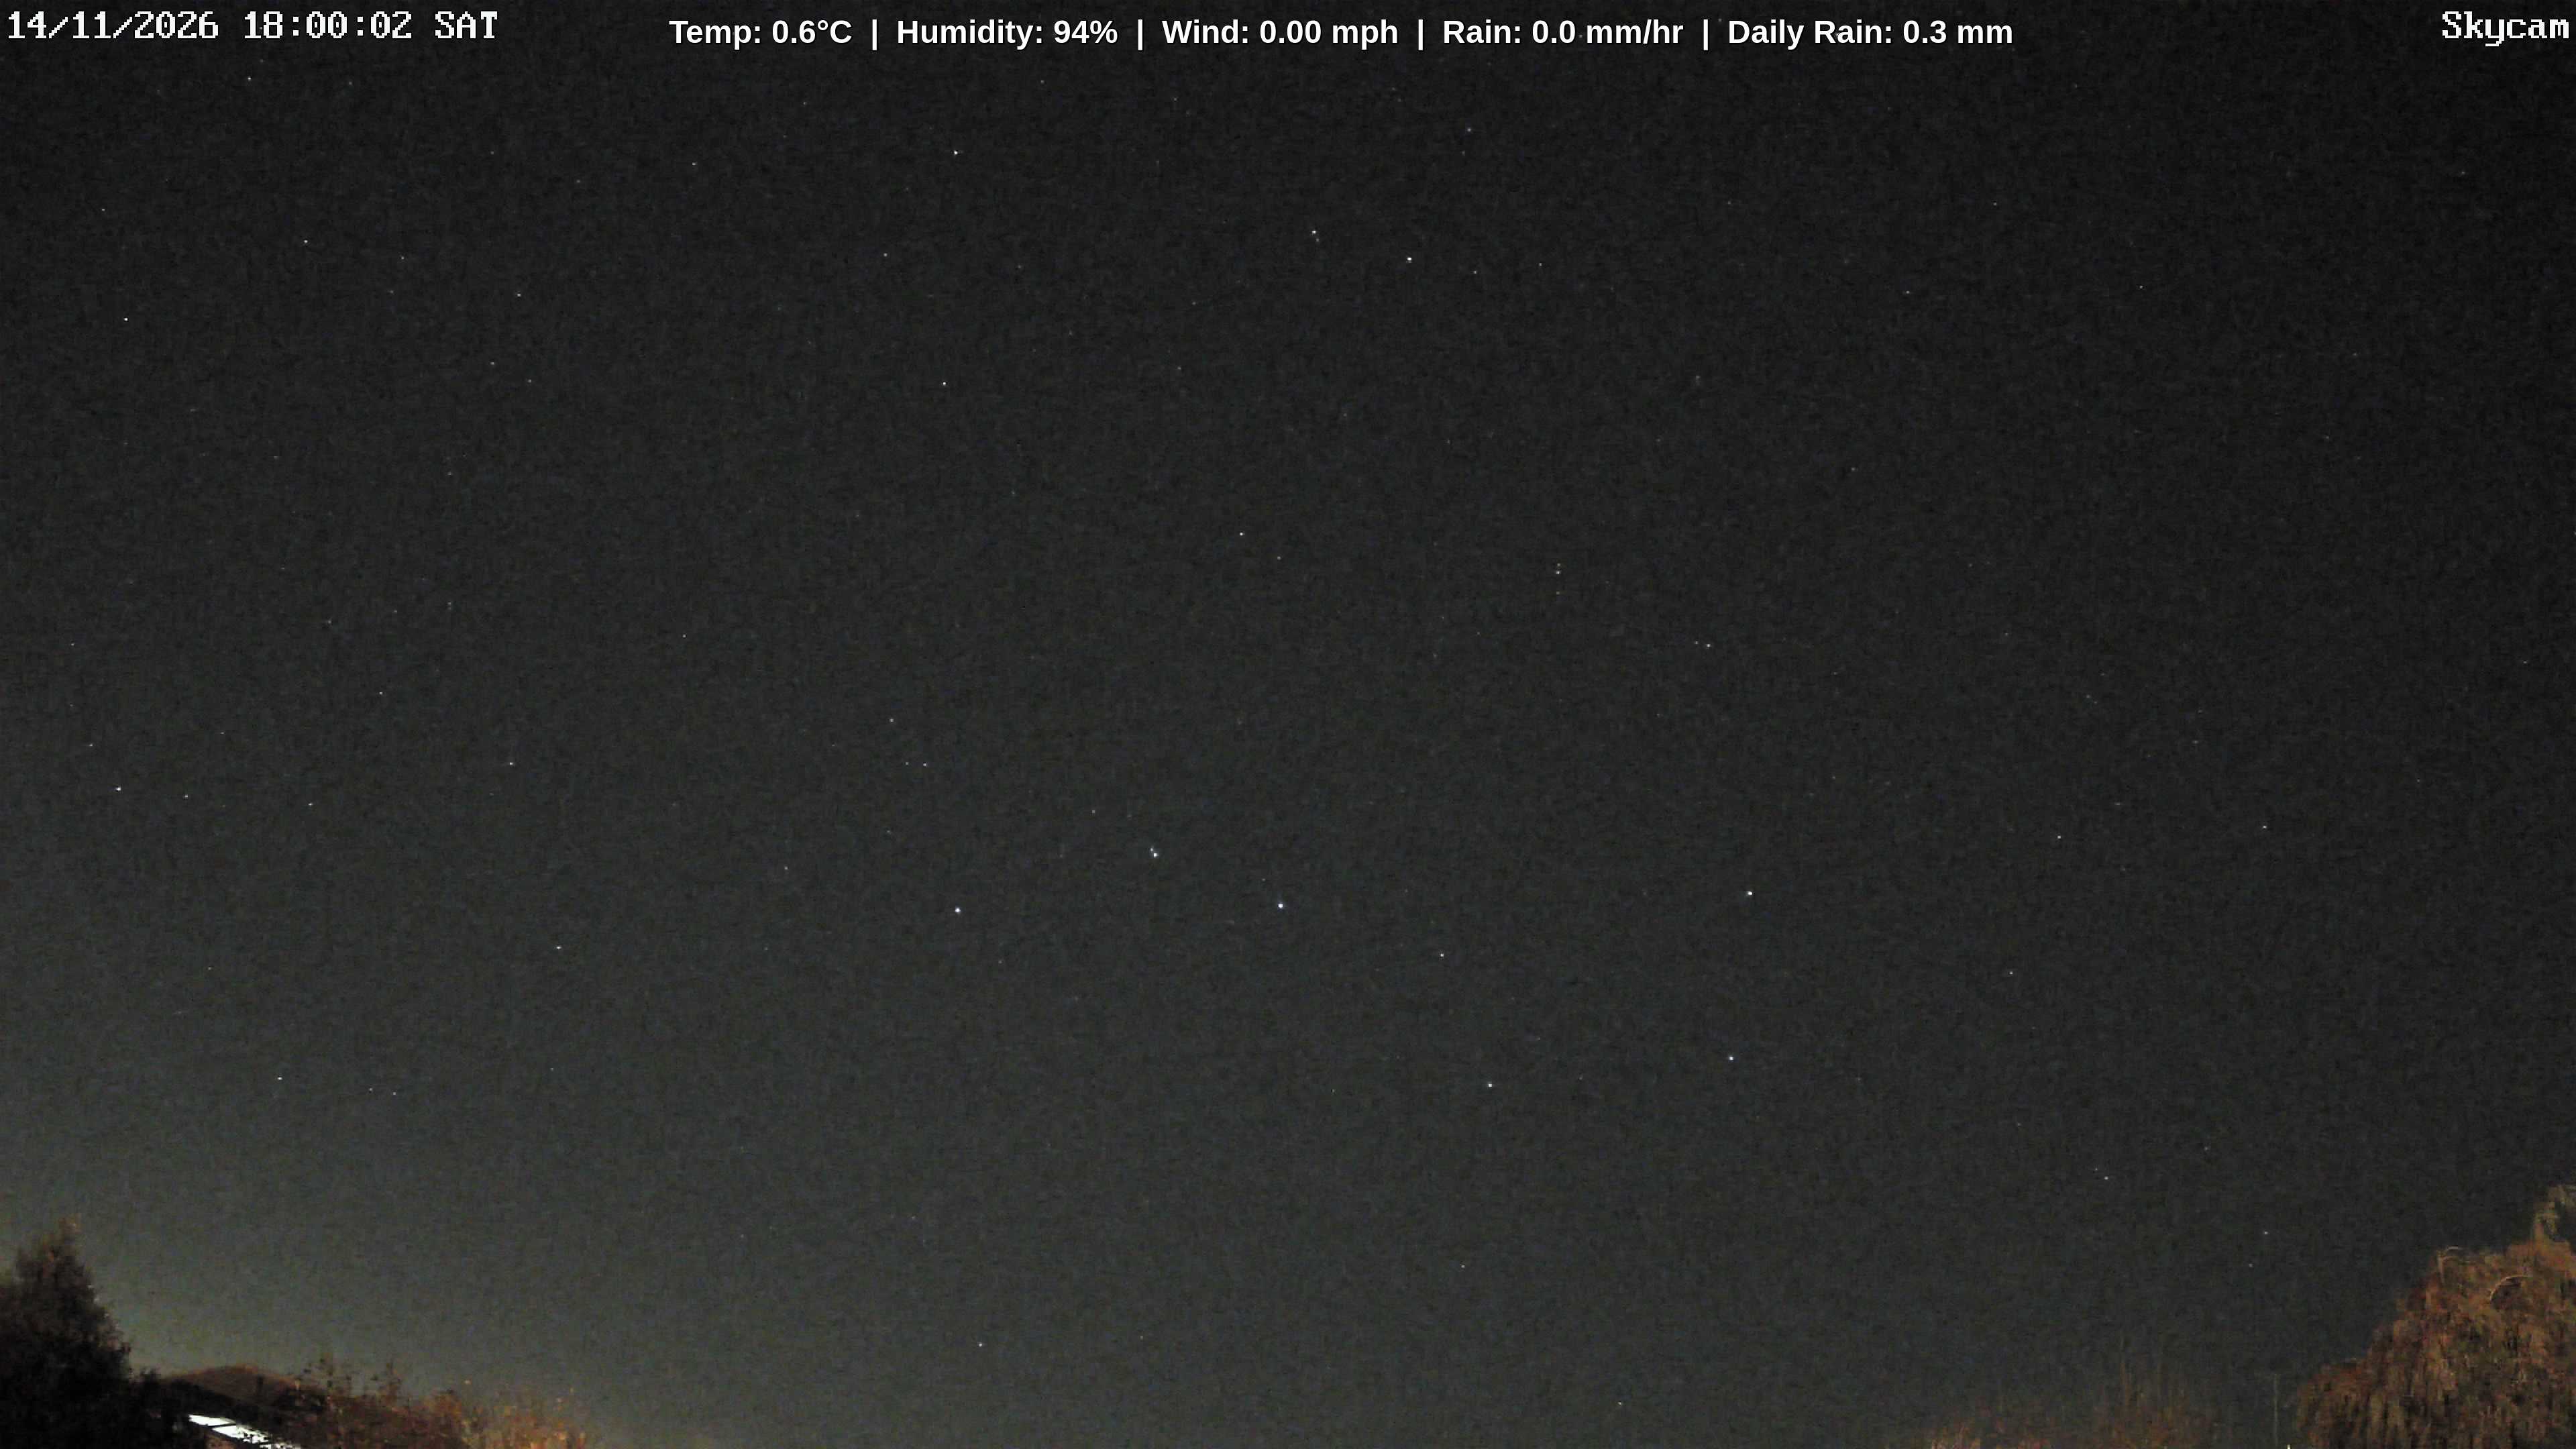 14/11/2026 18:00:02 SAT
Temp: 0.6°C | Humidity: 94% | Wind: 0.00 mph | Rain: 0.0 mm/hr | Daily Rain: 0.3 mm
Skycam